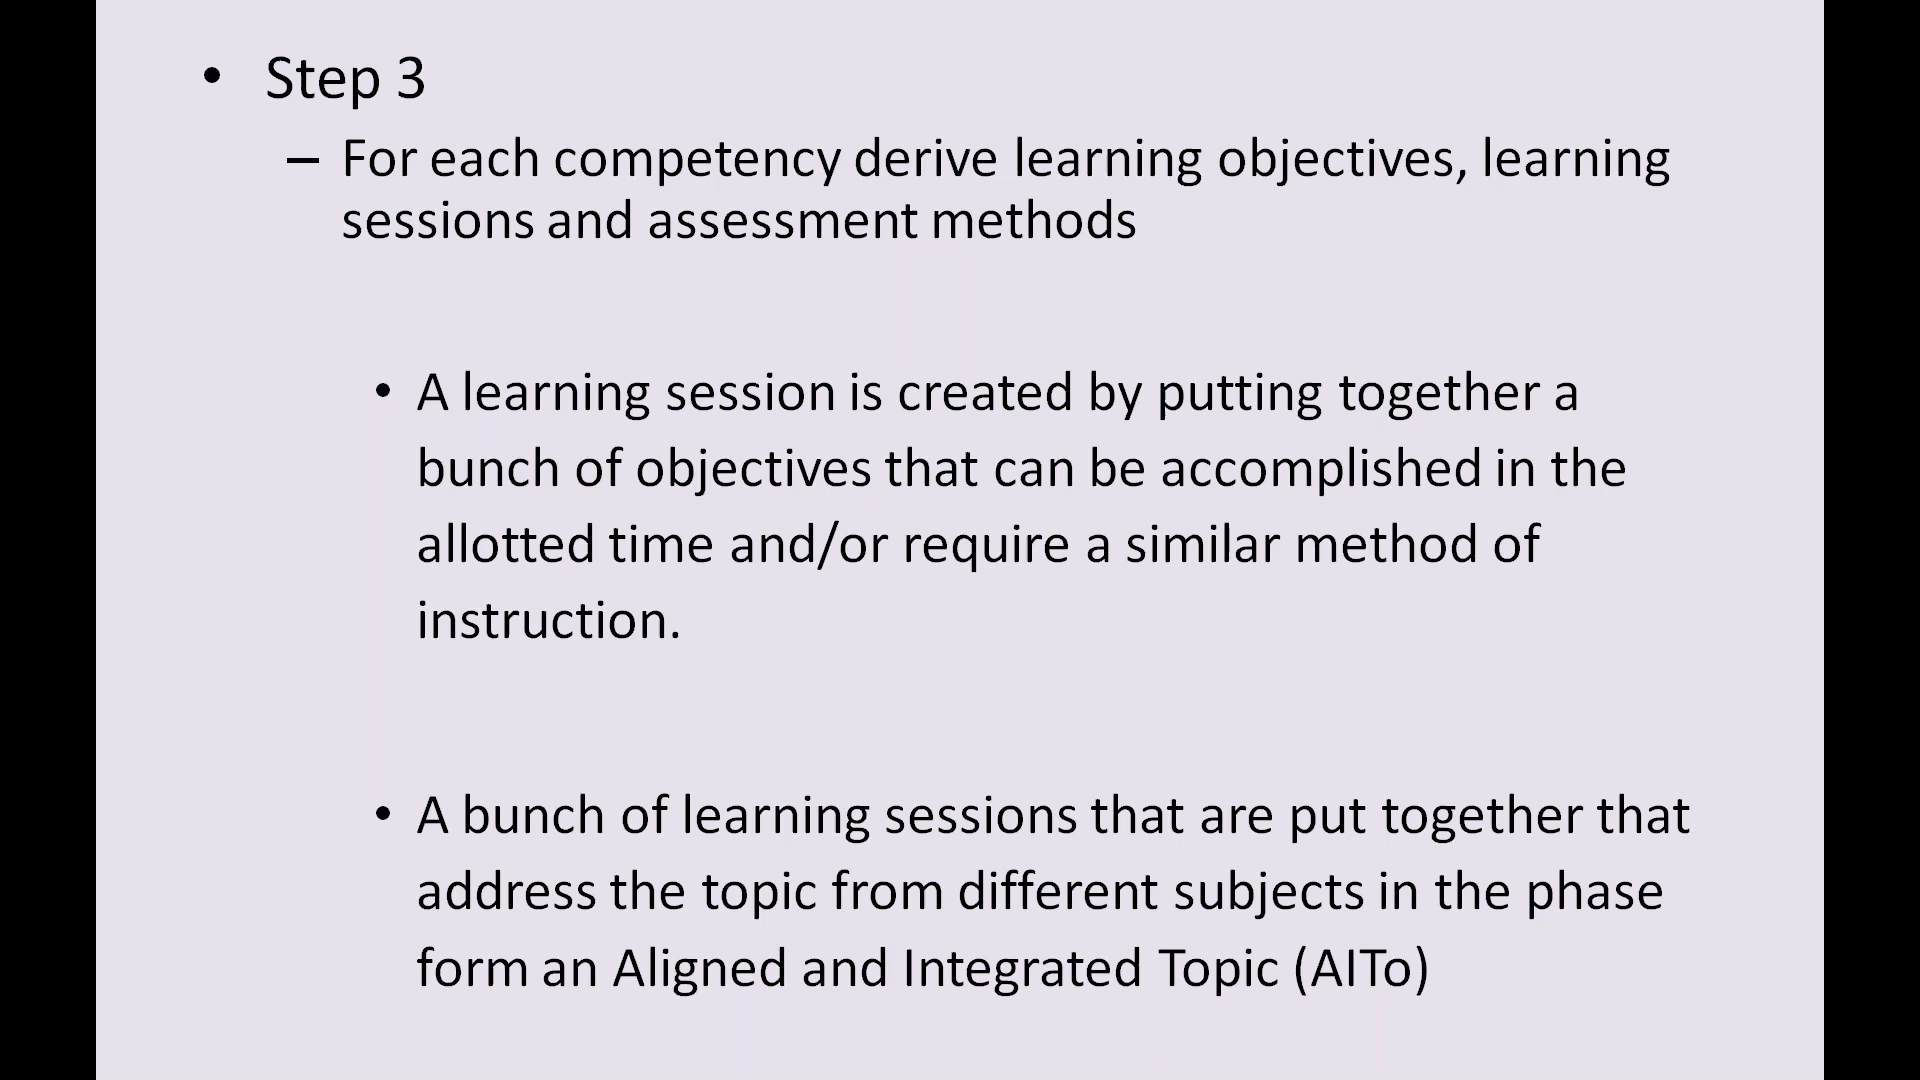 • Step 3
– For each competency derive learning objectives, learning
sessions and assessment methods
• A learning session is created by putting together a
bunch of objectives that can be accomplished in the
allotted time and/or require a similar method of
instruction.
• A bunch of learning sessions that are put together that
address the topic from different subjects in the phase
form an Aligned and Integrated Topic (AITo)